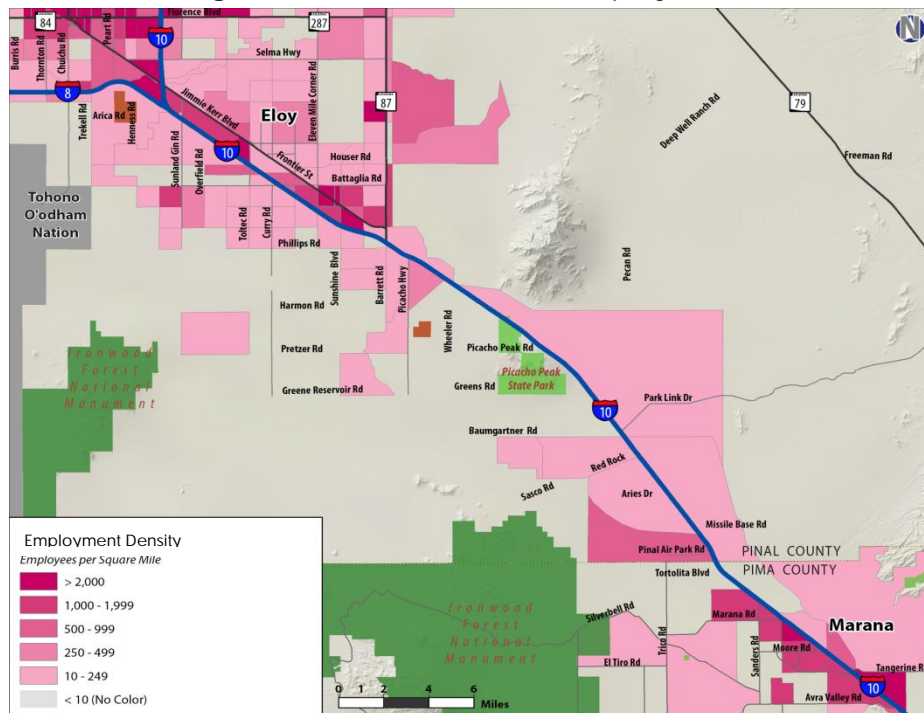 84
Florence Blvd
287
10
Burris Rd
Thornton Rd
Chuichu Rd
Peart Rd
Selma Hwy
N
8
Trekell Rd
Arica Rd
Henness Rd
Jimmie Kerr Blvd
Eloy
Eleven Mile Corner Rd
87
79
Deep Well Ranch Rd
Freeman Rd
Sunland Gin Rd
Overfield Rd
10
Frontier St
Houser Rd
Battaglia Rd
Tohono
O'odham
Nation
Toltec Rd
Curry Rd
Phillips Rd
Sunshine Blvd
Barrett Rd
Picacho Hwy
Pecan Rd
Harmon Rd
Wheeler Rd
Pretzer Rd
Picacho Peak Rd
Ironwood
Forest
National
Monument
Greene Reservoir Rd
Greens Rd
Picacho Peak
State Park
10
Park Link Dr
Baumgartner Rd
Red Rock
Sasco Rd
Aries Dr
Missile Base Rd
Pinal Air Park Rd
PINAL COUNTY
PIMA COUNTY
Tortolita Blvd
Ironwood
Forest
National
Monument
Silverbell Rd
Trico Rd
Marana Rd
Marana
Sanders Rd
Moore Rd
El Tiro Rd
Tangerine R
10
Avra Valley Rd
Employment Density
Employees per Square Mile
> 2,000
1,000 - 1,999
500 - 999
250 - 499
10 - 249
< 10 (No Color)
0 2 4 6
Miles